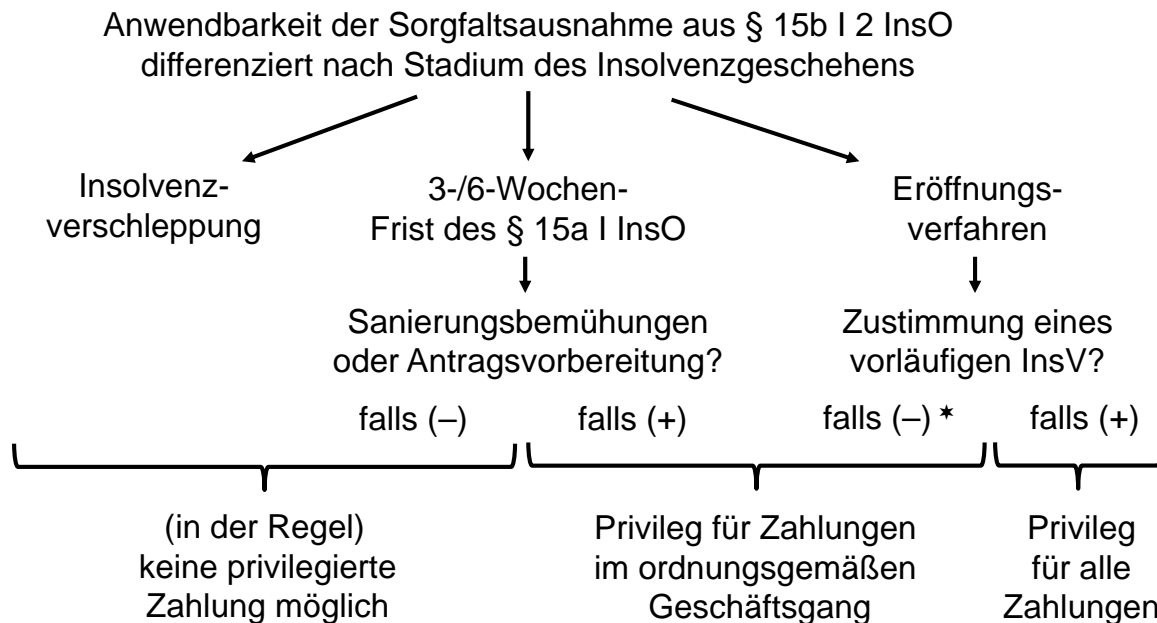 Anwendbarkeit der Sorgfaltsausnahme aus § 15b I 2 InsO
differenziert nach Stadium des Insolvenzgeschehens
Insolvenz-
verschleppung
3-/6-Wochen-
Frist des § 15a I InsO
Eröffnungs-
verfahren
Sanierungsbemühungen
oder Antragsvorbereitung?
Zustimmung eines
vorläufigen InsV?
falls (–)
falls (+)
falls (–) *
falls (+)
(in der Regel)
keine privilegierte
Zahlung möglich
Privileg für Zahlungen
im ordnungsgemäßen
Geschäftsgang
Privileg
für alle
Zahlungen